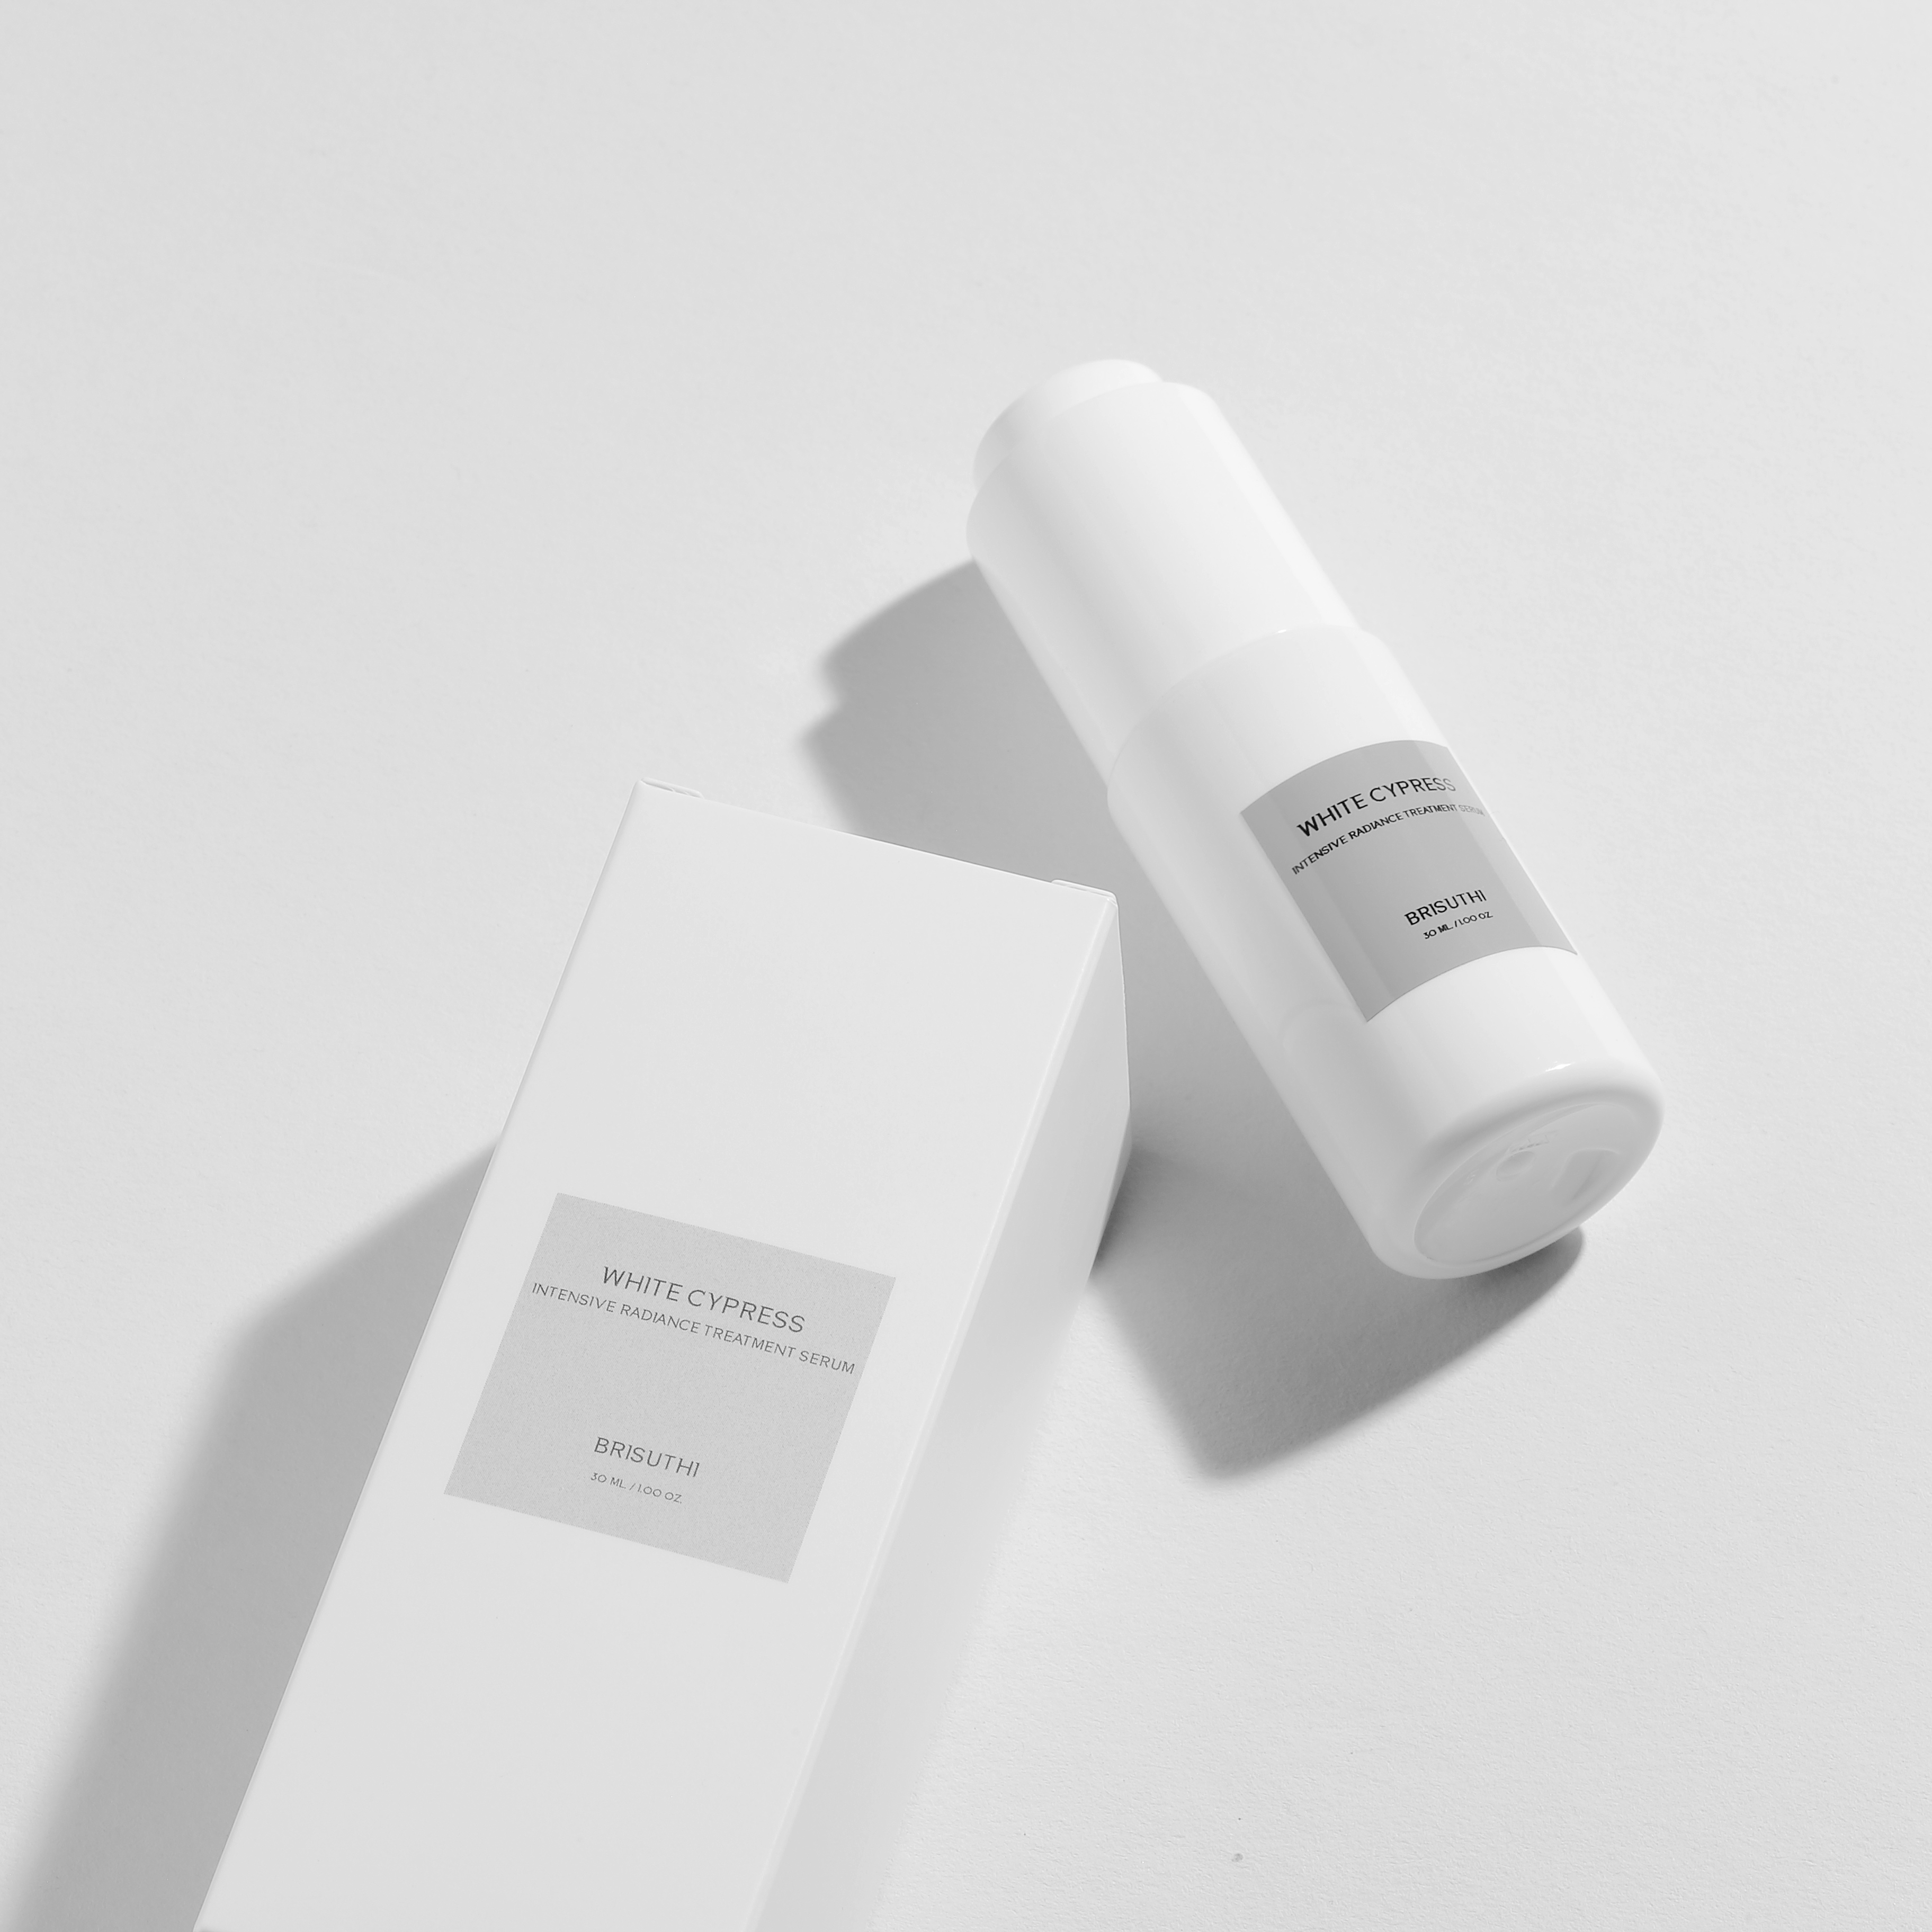 WHITE CYPRESS
INTENSIVE RADIANCE TREATMENT SERUM
BRISUTHI
30 ML. / 1.00 OZ.
WHITE CYPRESS
INTENSIVE RADIANCE TREATMENT SERUM
BRISUTHI
30 ML. / 1.00 OZ.